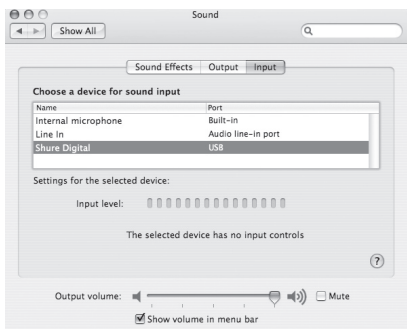 Sound
Show All
Sound Effects Output Input
Choose a device for sound input
Name Port
Internal microphone Built-in
Line In Audio line-in port
Shure Digital USB
Settings for the selected device:
Input level:
The selected device has no input controls
?
Output volume: Mute
Show volume in menu bar